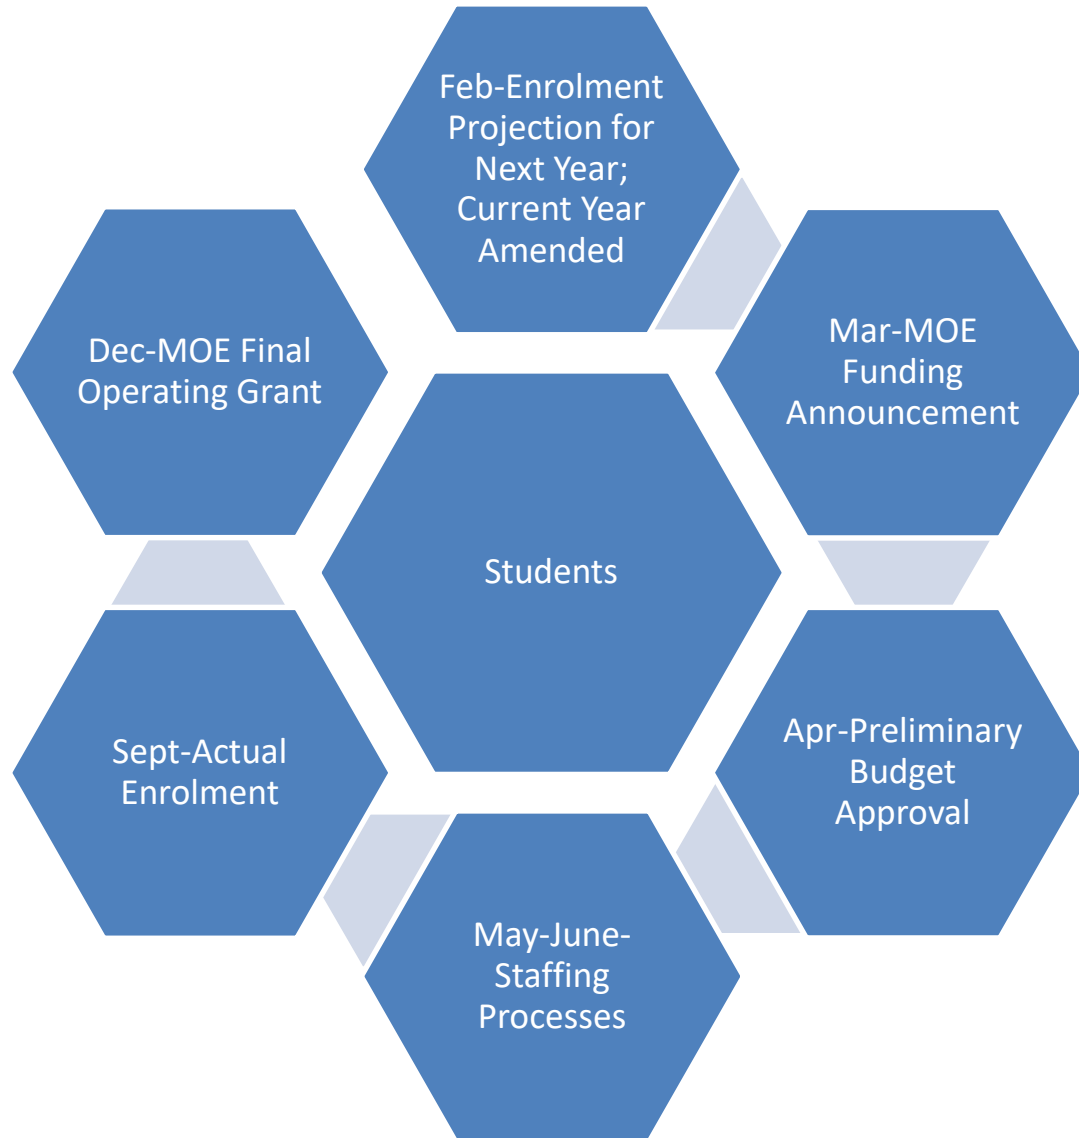 Feb-Enrolment
Projection for
Next Year;
Current Year
Amended
Mar-MOE
Funding
Announcement
Apr-Preliminary
Budget
Approval
May-June-
Staffing
Processes
Sept-Actual
Enrolment
Dec-MOE Final
Operating Grant
Students